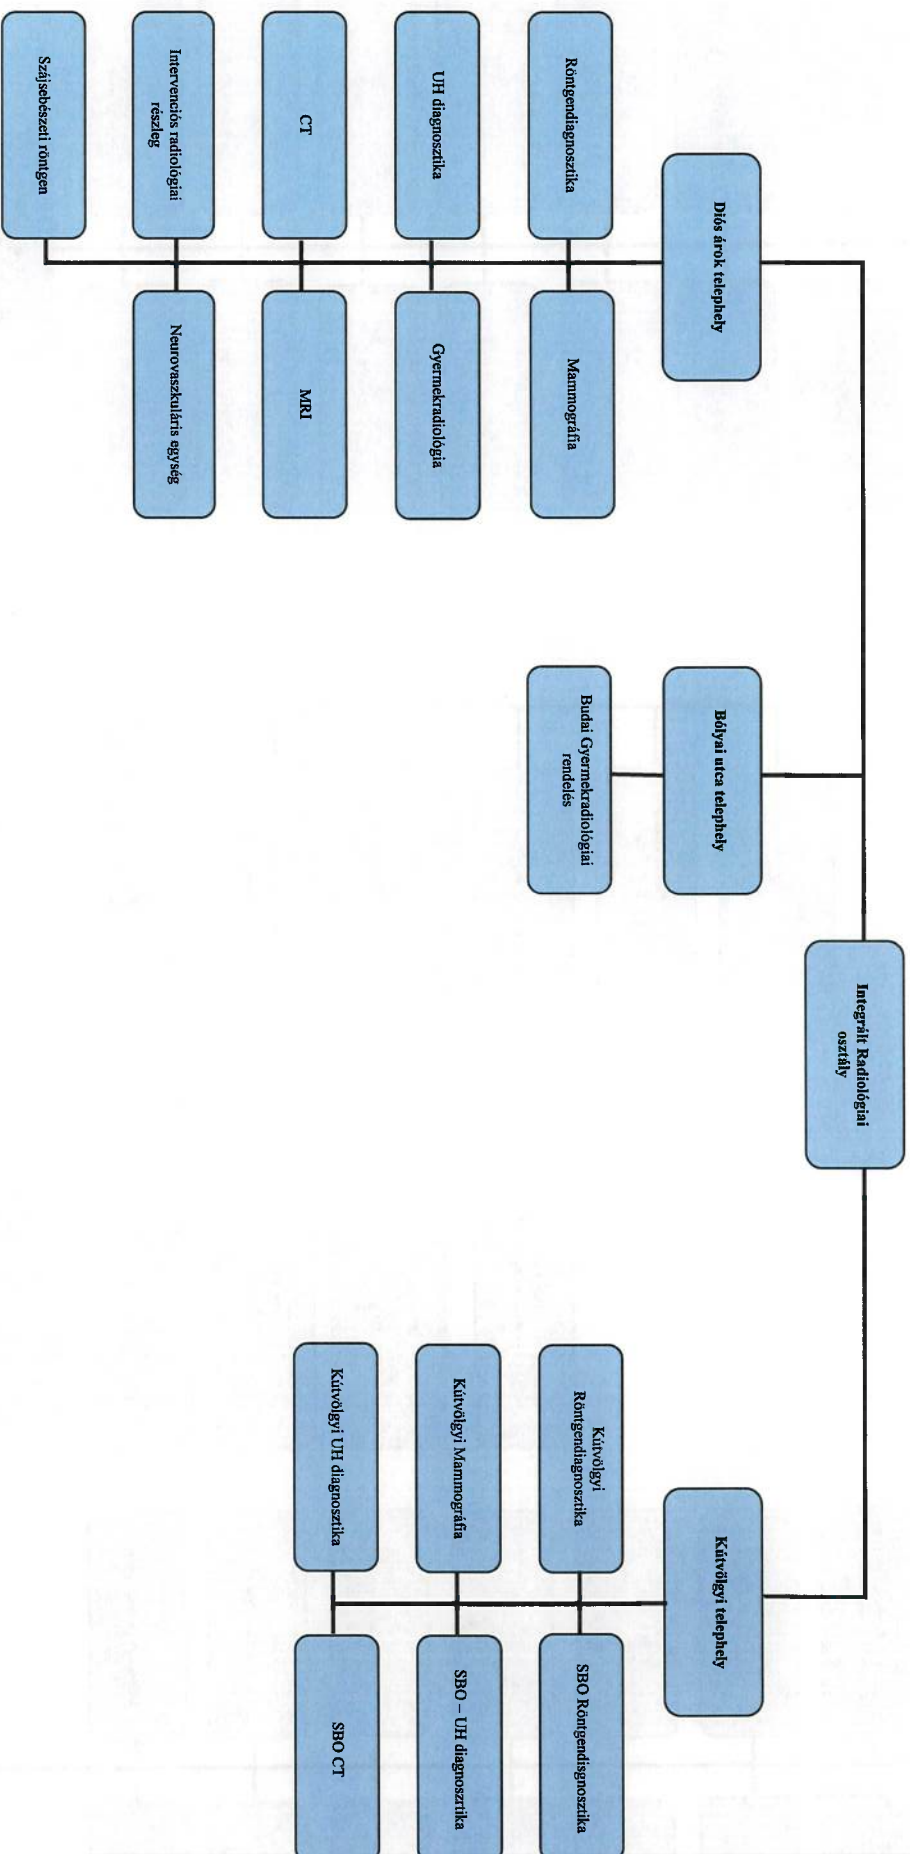 Integrált Radiológiai
osztály
Diós árok telephely
Bólyai utca telephely
Kútvölgyi telephely
Röntgendiagnosztika
Mammográfia
UH diagnosztika
Gyermekradiológia
CT
MRI
Intervenciós radiológiai
részleg
Neurovaszkuláris egység
Szájsebészeti röntgen
Budai Gyermekradiológiai
rendelés
Kútvölgyi
Röntgendiagnosztika
SBO Röntgendisgnosztika
Kútvölgyi Mammográfia
SBO – UH diagnoszrtika
Kútvölgyi UH diagnosztika
SBO CT